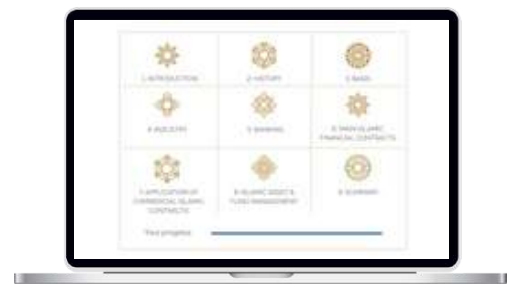 1. INTRODUCTION
2. HISTORY
3. BASIS
4. INDUSTRY
5. BANKING
6. MAIN ISLAMIC
FINANCIAL CONTRACTS
7. APPLICATION OF
COMMERCIAL ISLAMIC
CONTRACTS
8. ISLAMIC ASSET &
FUND MANAGEMENT
9. SUMMARY
Your progress